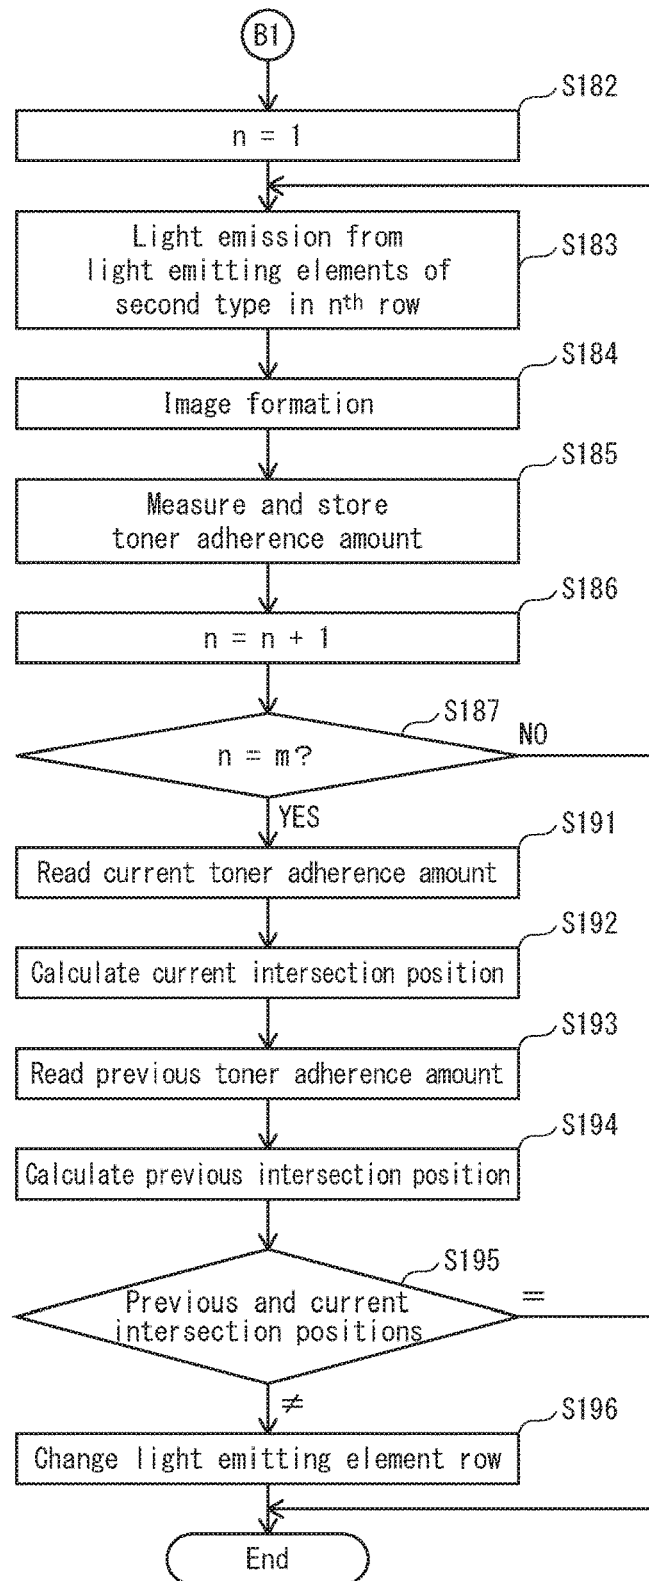 B1
S182
n = 1
S183
Light emission from
light emitting elements of
second type in nth row
S184
Image formation
S185
Measure and store
toner adherence amount
S186
n = n + 1
S187
n = m?
NO
YES
S191
Read current toner adherence amount
S192
Calculate current intersection position
S193
Read previous toner adherence amount
S194
Calculate previous intersection position
S195
Previous and current
intersection positions
=
≠
S196
Change light emitting element row
End